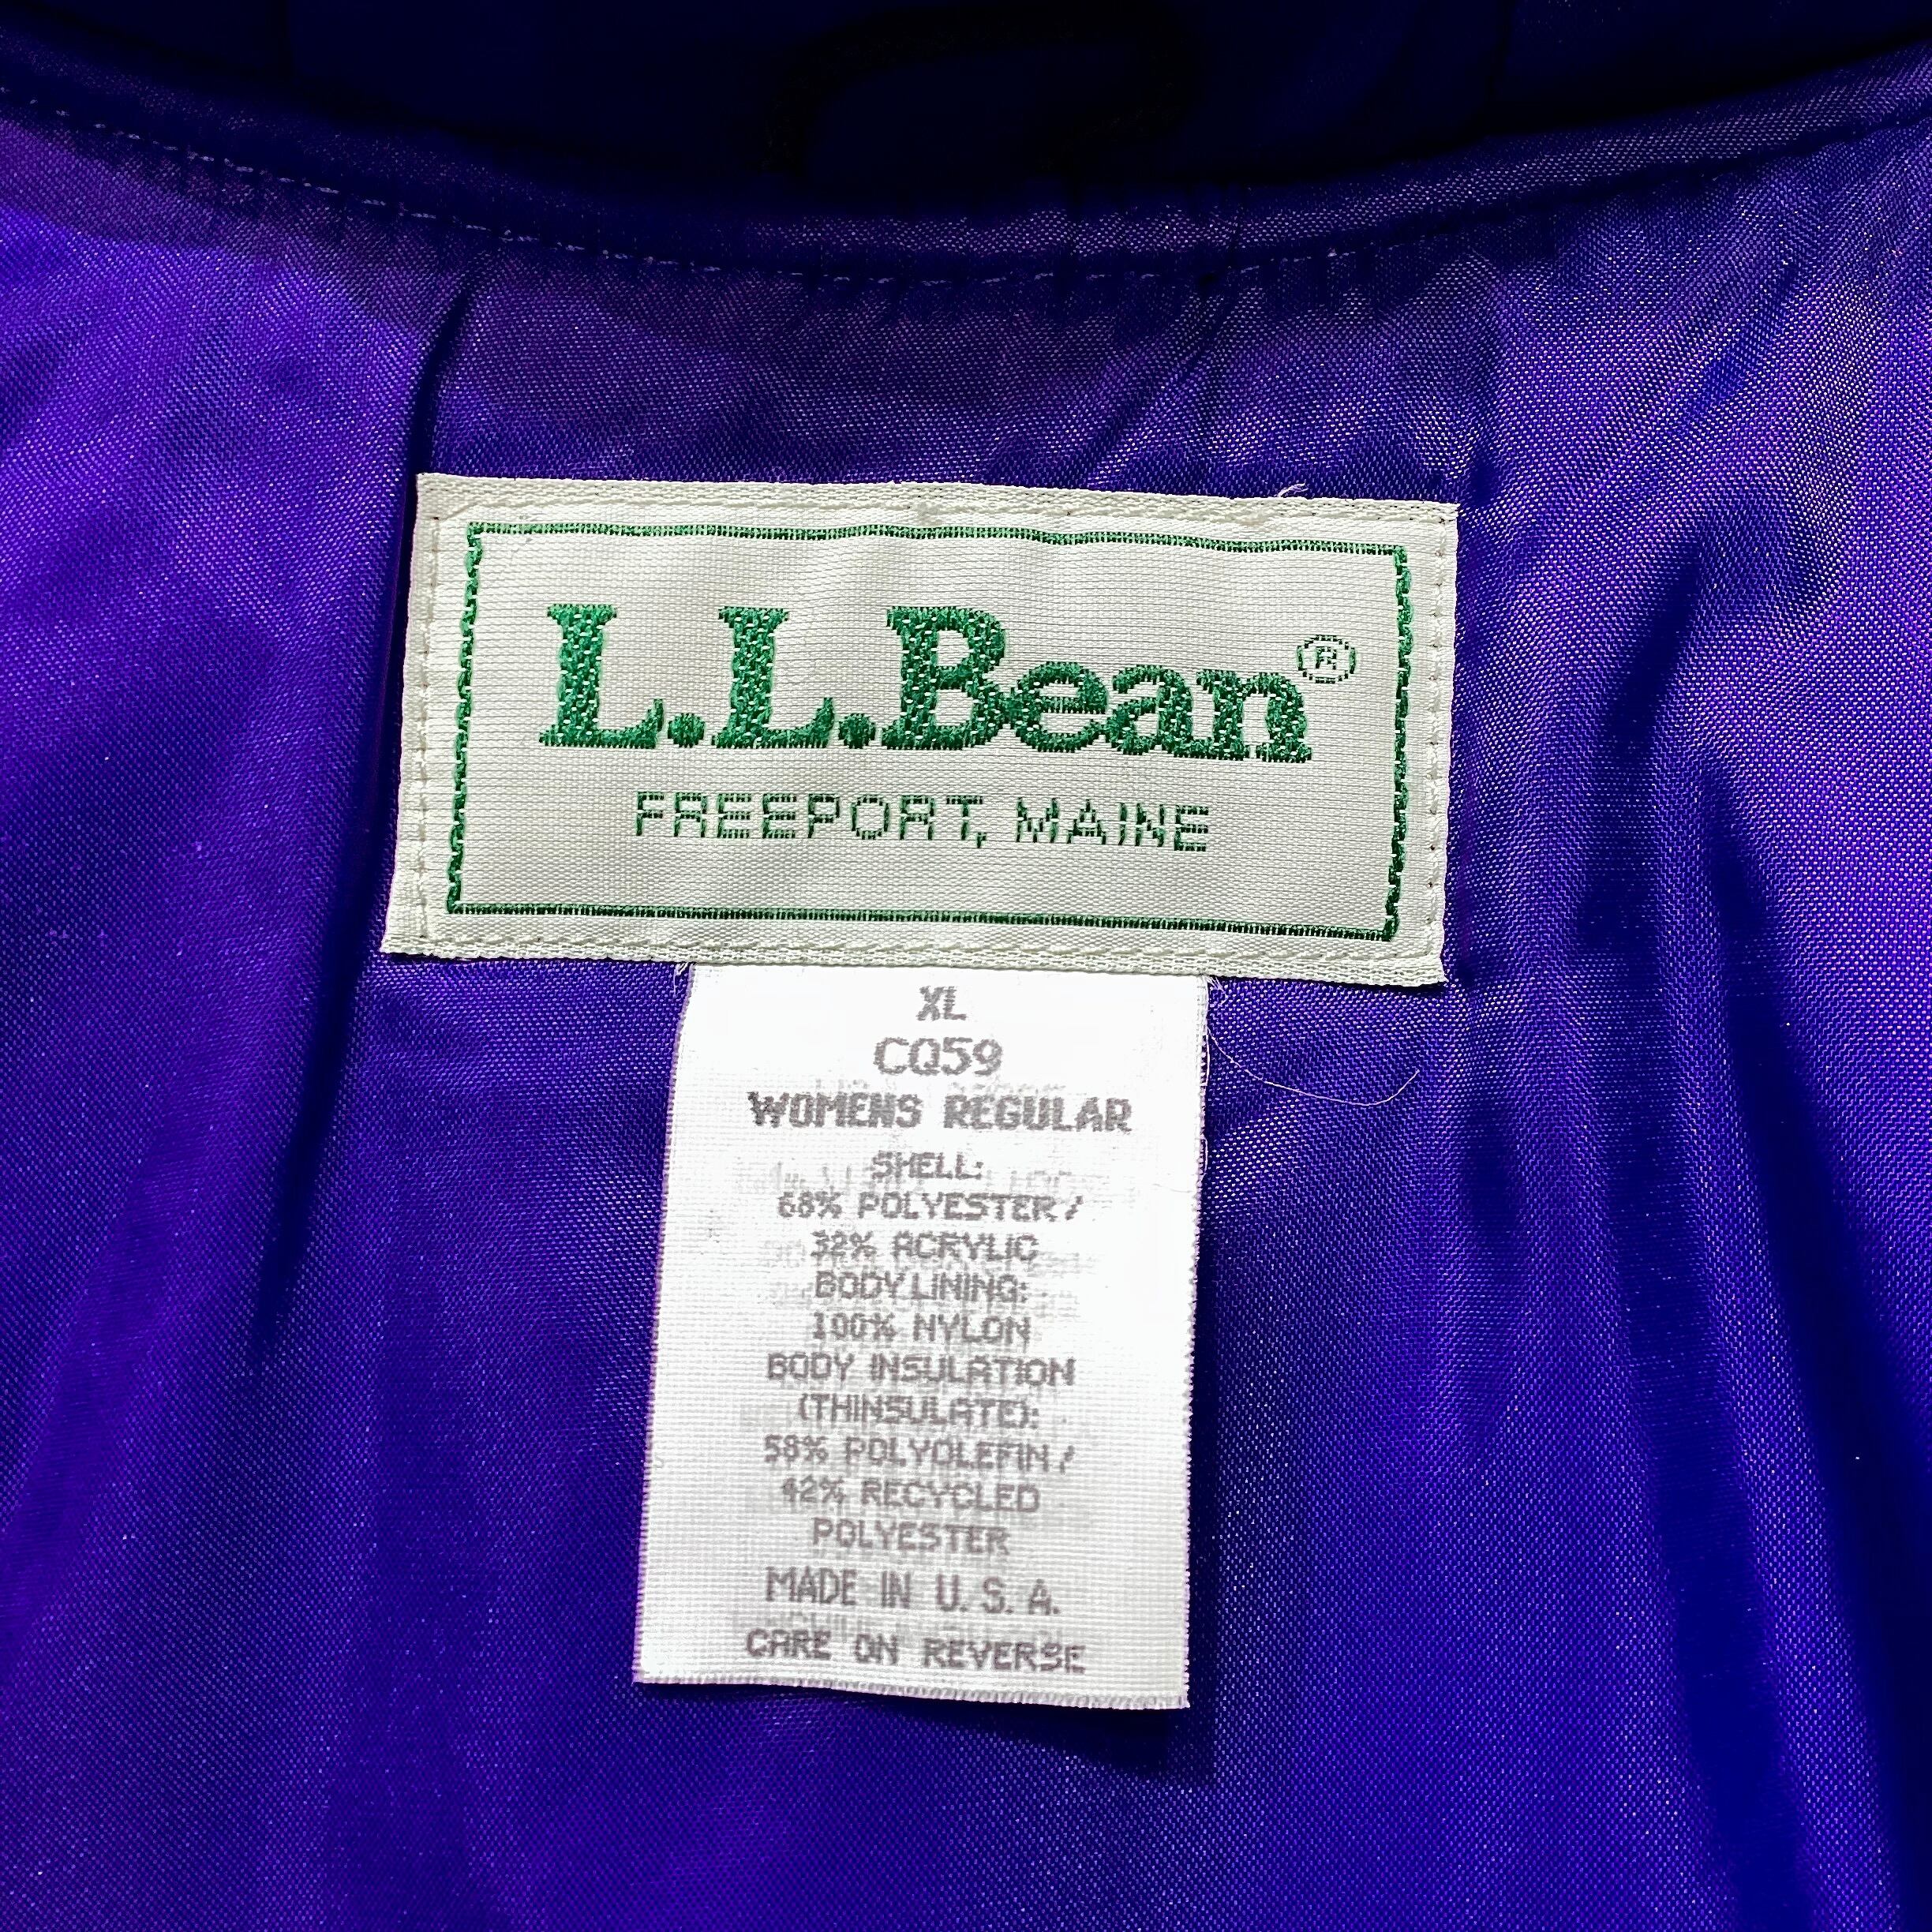 L.L.Bean®
FREEPORT, MAINE
XL
CQ59
WOMENS REGULAR
SHELL:
68% POLYESTER/
32% ACRYLIC
BODY LINING:
100% NYLON
BODY INSULATION
(THINSULATE):
58% POLYOLEFIN/
42% RECYCLED
POLYESTER
MADE IN U.S.A.
CARE ON REVERSE